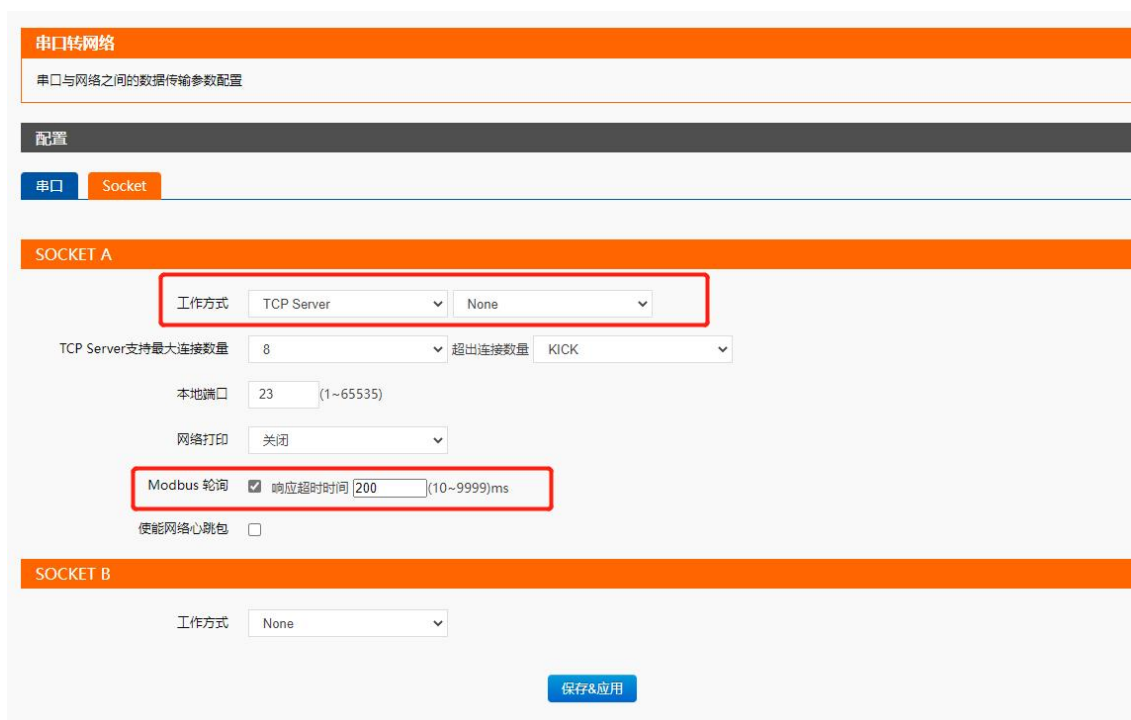 串口转网络
串口与网络之间的数据传输参数配置
配置
串口 Socket
SOCKET A
工作方式 TCP Server None
TCP Server支持最大连接数量 8 超出连接数量 KICK
本地端口 23 (1~65535)
网络打印 关闭
Modbus 轮询 响应超时时间 200 (10~9999)ms
使能网络心跳包
SOCKET B
工作方式 None
保存&应用